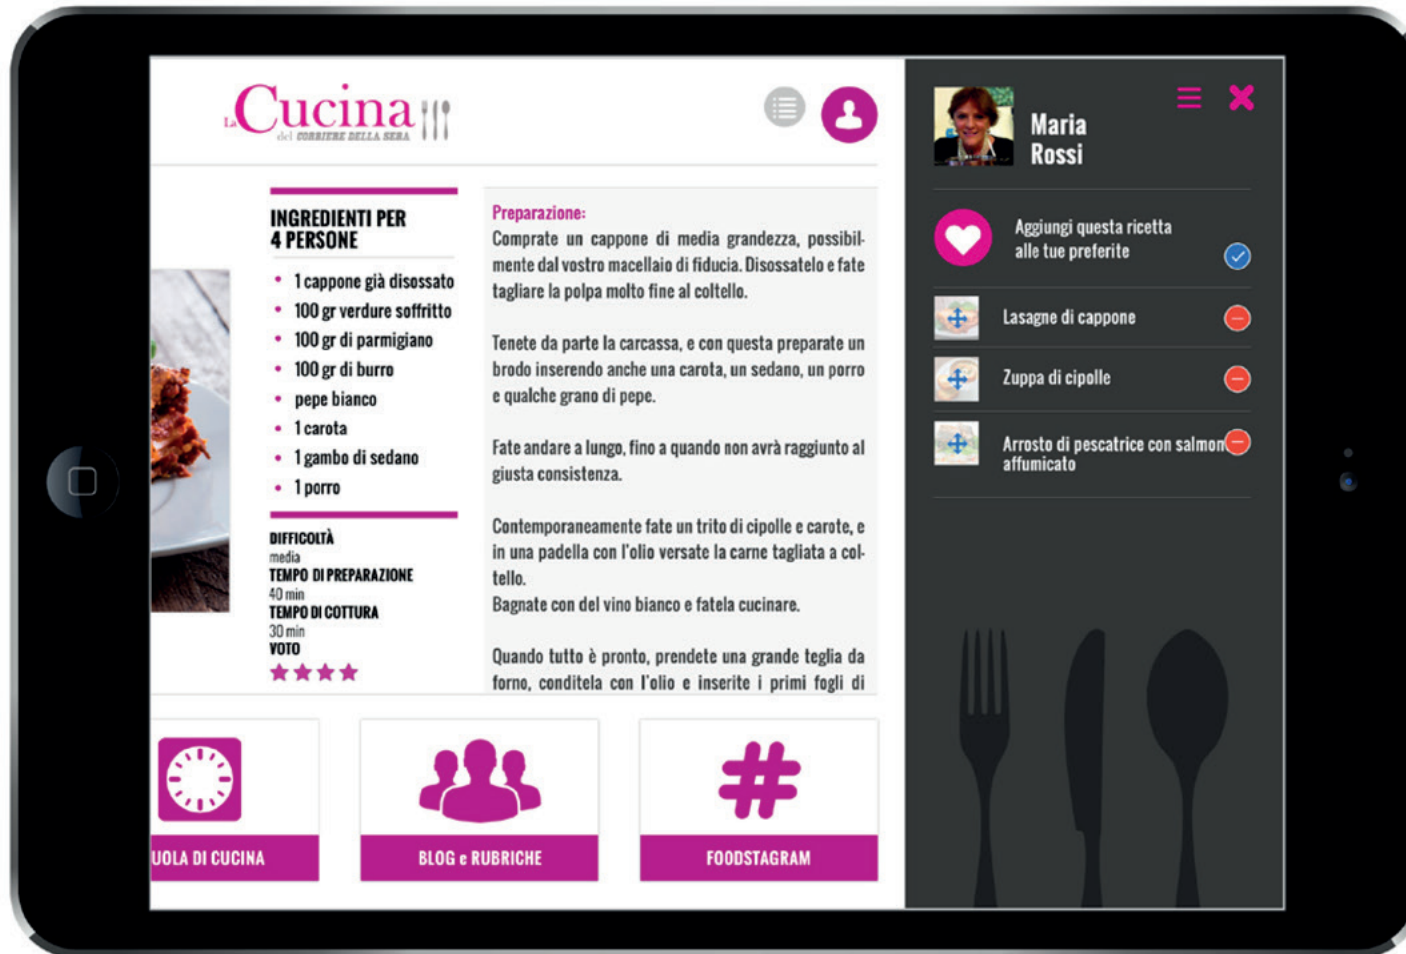 La Cucina
del CORRIERE DELLA SERA
INGREDIENTI PER
4 PERSONE
• 1 cappone già disossato
• 100 gr verdure soffritto
• 100 gr di parmigiano
• 100 gr di burro
• pepe bianco
• 1 carota
• 1 gambo di sedano
• 1 porro
DIFFICOLTÀ
media
TEMPO DI PREPARAZIONE
40 min
TEMPO DI COTTURA
30 min
VOTO
Preparazione:
Comprate un cappone di media grandezza, possibil-
mente dal vostro macellaio di fiducia. Disossatelo e fate
tagliare la polpa molto fine al coltello.
Tenete da parte la carcassa, e con questa preparate un
brodo inserendo anche una carota, un sedano, un porro
e qualche grano di pepe.
Fate andare a lungo, fino a quando non avrà raggiunto al
giusta consistenza.
Contemporaneamente fate un trito di cipolle e carote, e
in una padella con l'olio versate la carne tagliata a col-
tello.
Bagnate con del vino bianco e fatela cucinare.
Quando tutto è pronto, prendete una grande teglia da
forno, conditela con l'olio e inserite i primi fogli di
UOLA DI CUCINA
BLOG e RUBRICHE
FOODSTAGRAM
Maria
Rossi
Aggiungi questa ricetta
alle tue preferite
Lasagne di cappone
Zuppa di cipolle
Arrosto di pescatrice con salmon
affumicato